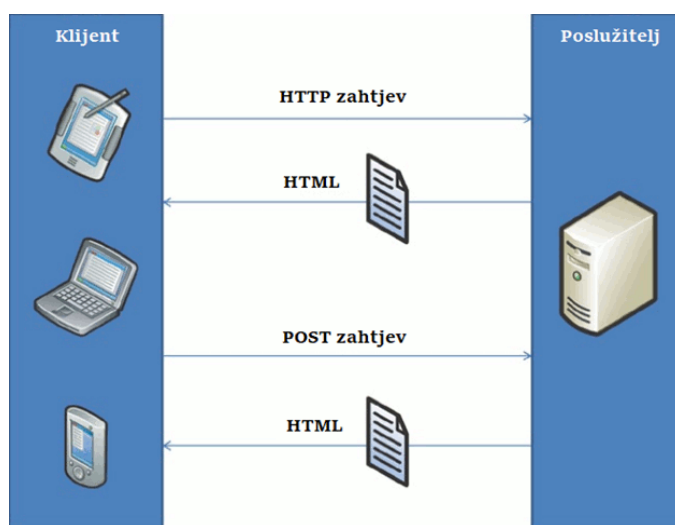 Klijent
Poslužitelj
HTTP zahtjev
HTML
POST zahtjev
HTML